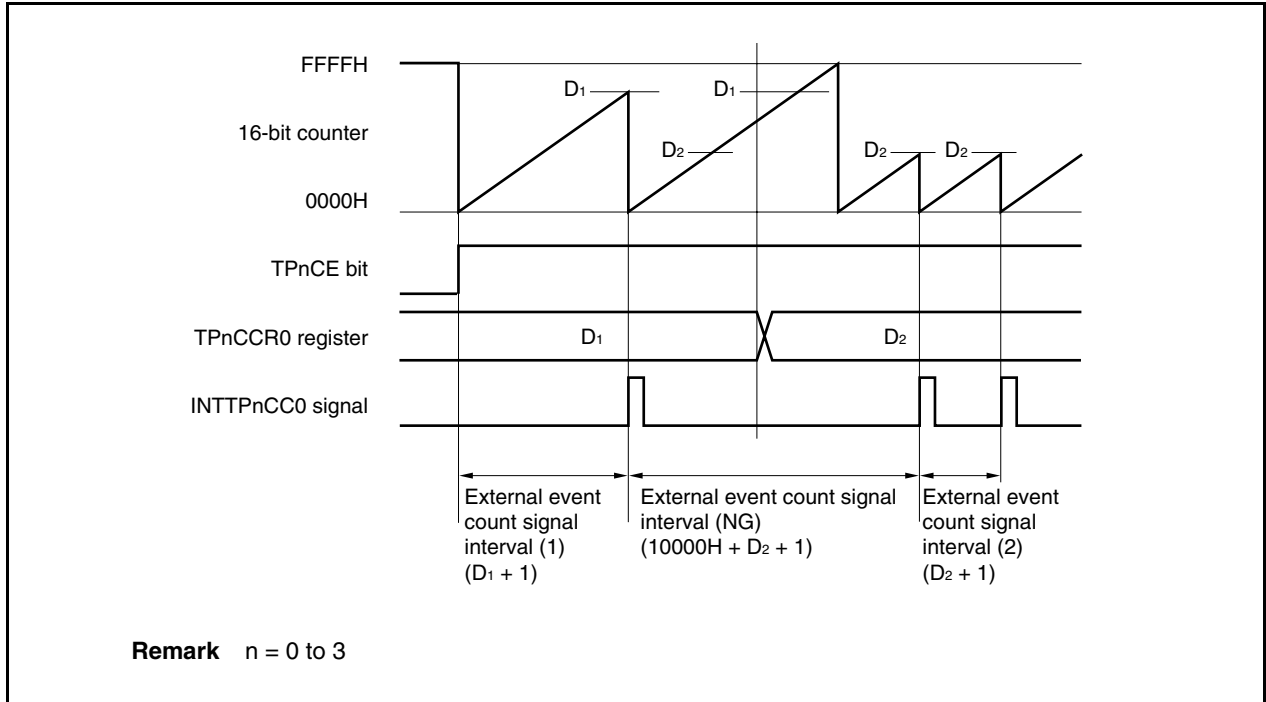 FFFFH
D1
D1
16-bit counter
D2
D2
D2
0000H
TPnCE bit
TPnCCR0 register
D1
D2
INTTPnCC0 signal
External event
count signal
interval (1)
(D1 + 1)
External event count signal
interval (NG)
(10000H + D2 + 1)
External event
count signal
interval (2)
(D2 + 1)
Remark n = 0 to 3